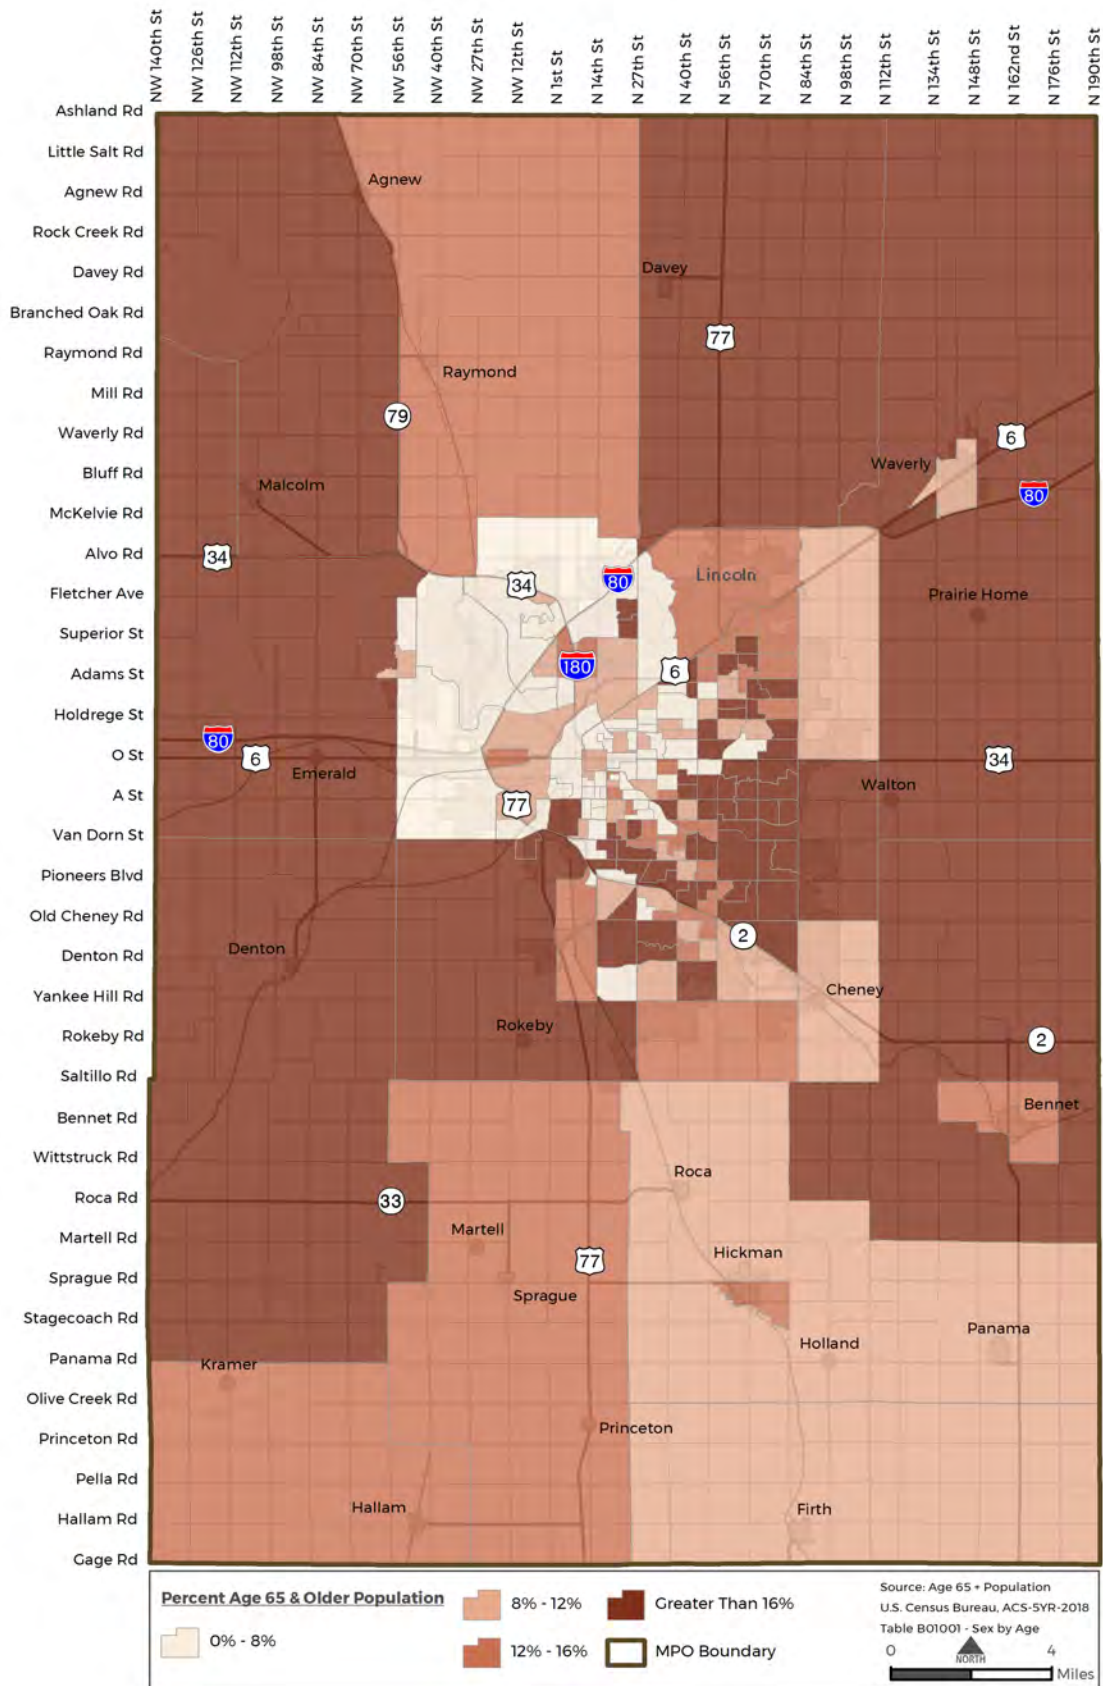 NW 140th St
NW 126th St
NW 112th St
NW 98th St
NW 84th St
NW 70th St
NW 56th St
NW 40th St
NW 27th St
NW 12th St
N 1st St
N 14th St
N 27th St
N 40th St
N 56th St
N 70th St
N 84th St
N 98th St
N 112th St
N 134th St
N 148th St
N 162nd St
N 176th St
N 190th St
Ashland Rd
Little Salt Rd
Agnew Rd
Rock Creek Rd
Davey Rd
Branched Oak Rd
Raymond Rd
Mill Rd
Waverly Rd
Bluff Rd
McKelvie Rd
Alvo Rd
Fletcher Ave
Superior St
Adams St
Holdrege St
O St
A St
Van Dorn St
Pioneers Blvd
Old Cheney Rd
Denton Rd
Yankee Hill Rd
Rokeby Rd
Saltillo Rd
Bennet Rd
Wittstruck Rd
Roca Rd
Martell Rd
Sprague Rd
Stagecoach Rd
Panama Rd
Olive Creek Rd
Princeton Rd
Pella Rd
Hallam Rd
Gage Rd
Agnew
Davey
77
Raymond
79
6
Waverly
Malcolm
80
34
34
80
Lincoln
Prairie Home
180
6
80
6
Emerald
34
77
Walton
2
Denton
Cheney
Rokeby
2
Bennet
Roca
33
Martell
77
Hickman
Sprague
Holland
Panama
Kramer
Princeton
Hallam
Firth
Percent Age 65 & Older Population
0% - 8%
8% - 12%
12% - 16%
Greater Than 16%
MPO Boundary
Source: Age 65 + Population
U.S. Census Bureau, ACS-5YR-2018
Table B01001 - Sex by Age
0
NORTH
4
Miles